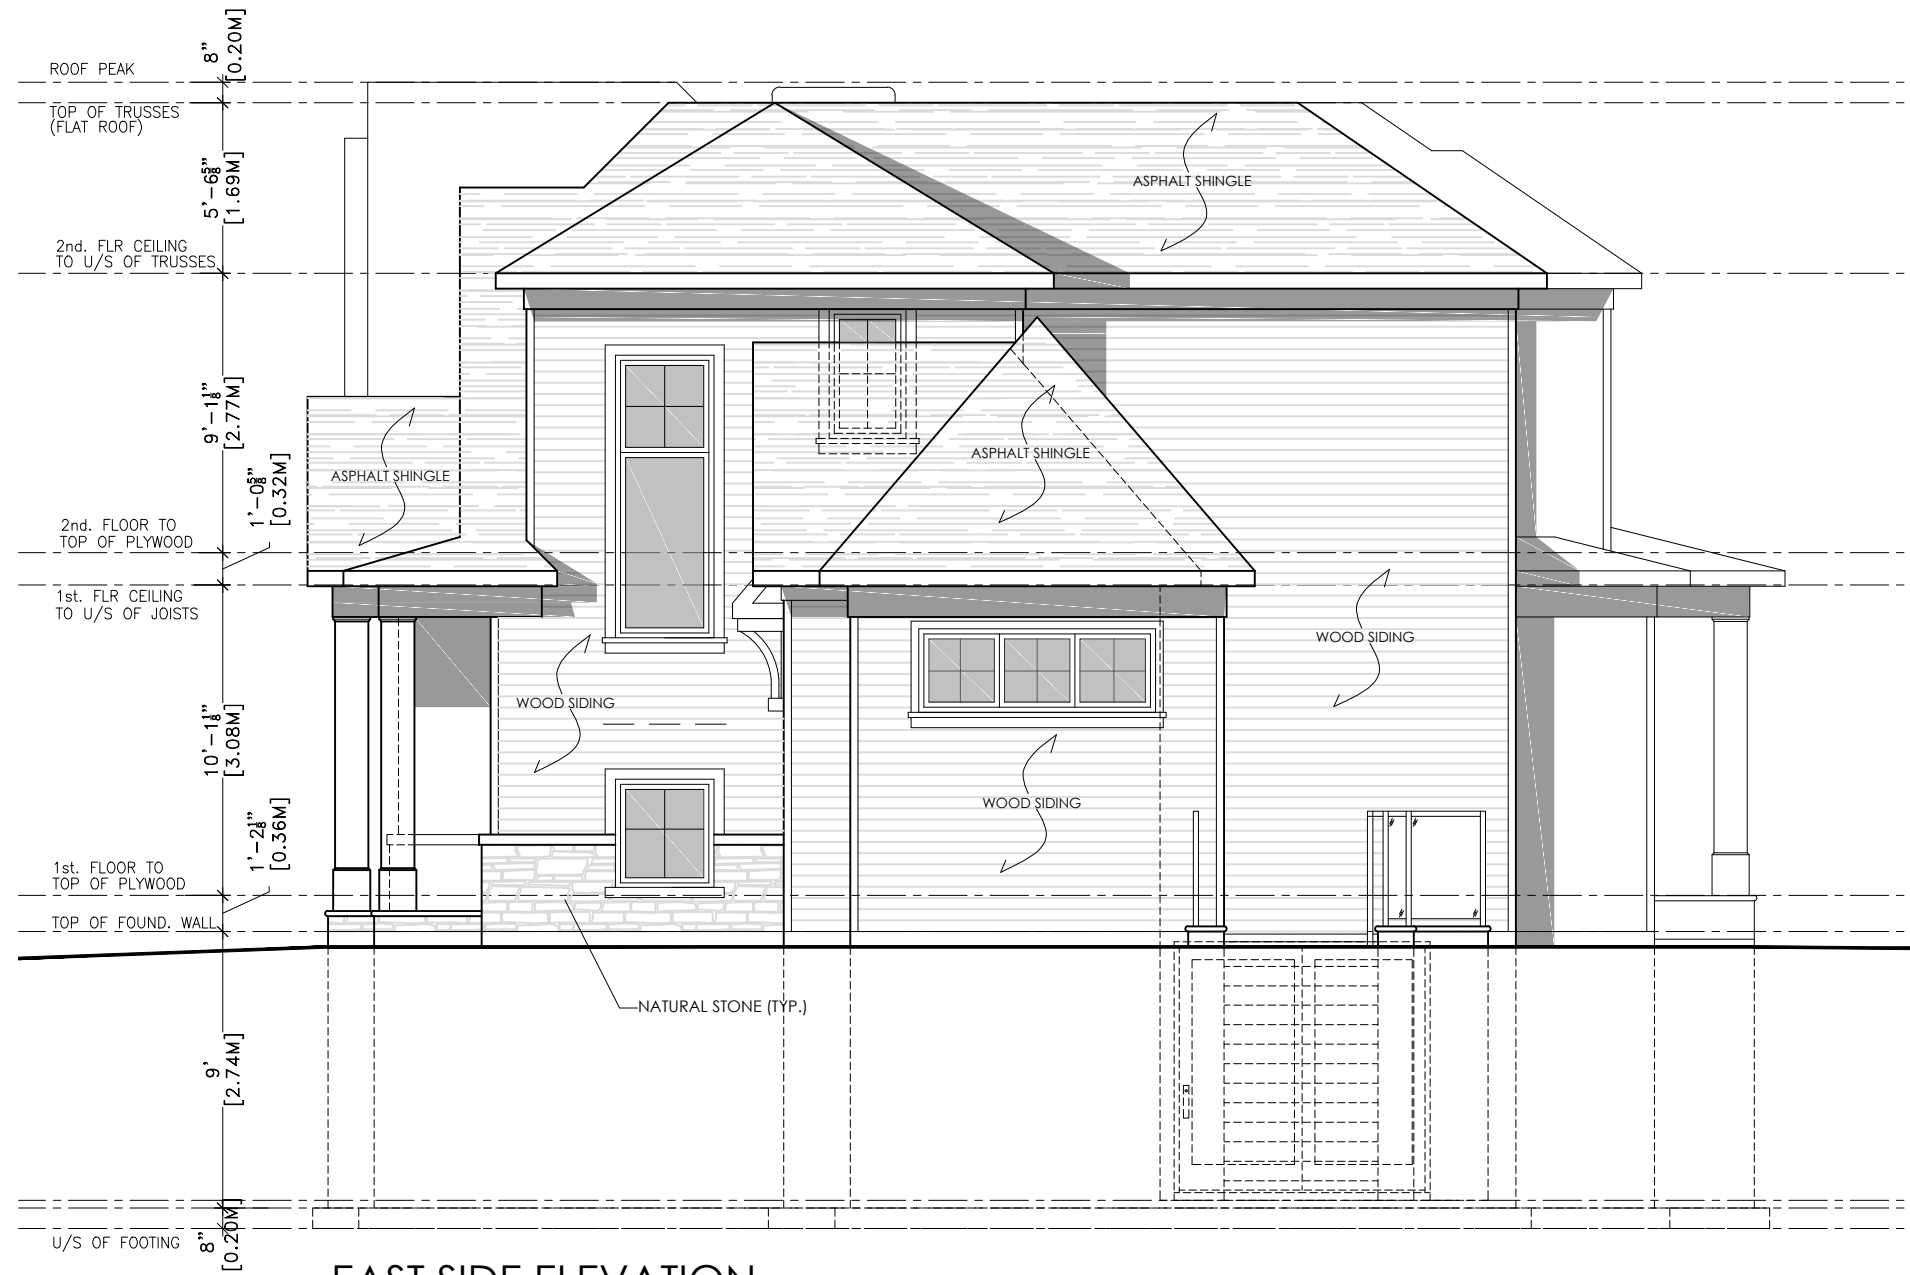 8"
[0.20M]
ROOF PEAK
TOP OF TRUSSES
(FLAT ROOF)
5'-6⅝"
[1.69M]
ASPHALT SHINGLE
2nd. FLR CEILING
TO U/S OF TRUSSES
9'-1⅛"
[2.77M]
ASPHALT SHINGLE
ASPHALT SHINGLE
1'-0⅝"
[0.32M]
2nd. FLOOR TO
TOP OF PLYWOOD
1st. FLR CEILING
TO U/S OF JOISTS
WOOD SIDING
WOOD SIDING
10'-1⅛"
[3.08M]
WOOD SIDING
1'-2⅛"
[0.36M]
1st. FLOOR TO
TOP OF PLYWOOD
TOP OF FOUND. WALL
NATURAL STONE (TYP.)
9'
[2.74M]
8"
[0.20M]
U/S OF FOOTING
EAST SIDE ELEVATION